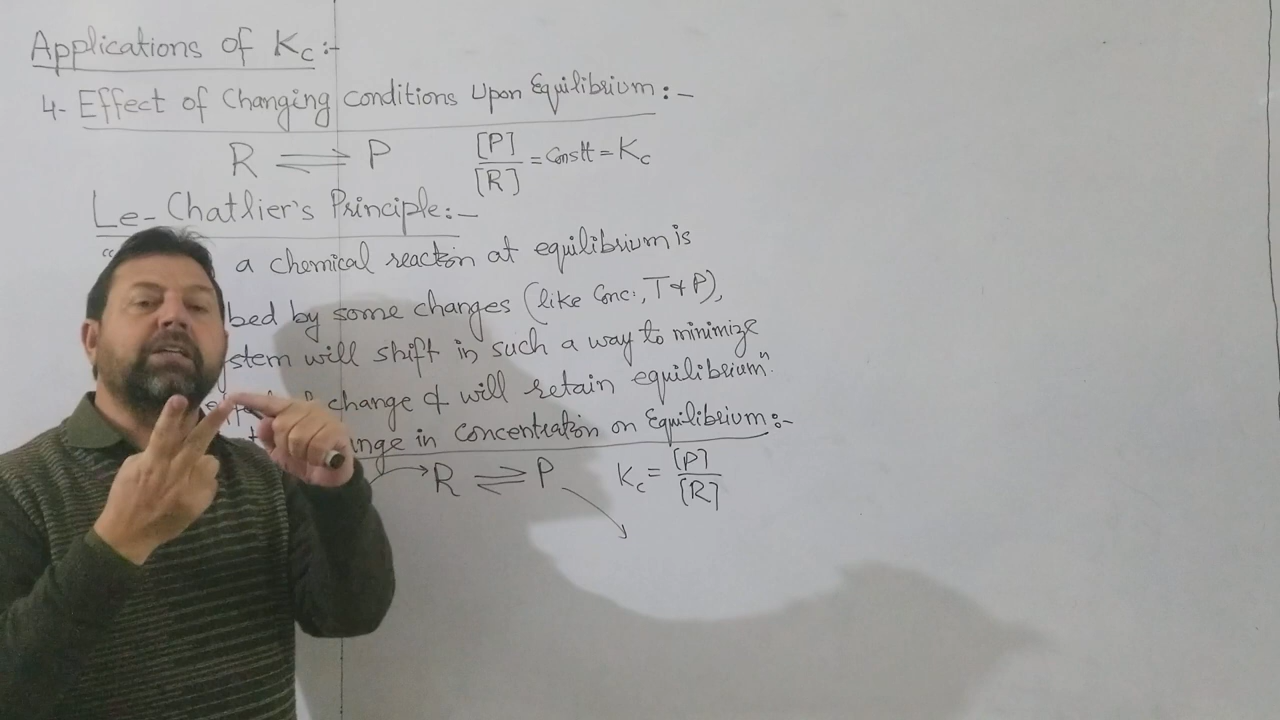 Applications of Kc:-
4- Effect of Changing Conditions Upon Equilibrium:-
R ⇌ P [P]/[R] = Constt = Kc
Le-Chatlier's Principle:-
“ a chemical reaction at equilibrium is
bed by some changes (like Conc:, T & P),
stem will shift in such a way to minimize
change & will retain equilibrium”.
nge in Concentration on Equilibrium:-
R ⇌ P Kc = [P]/[R]